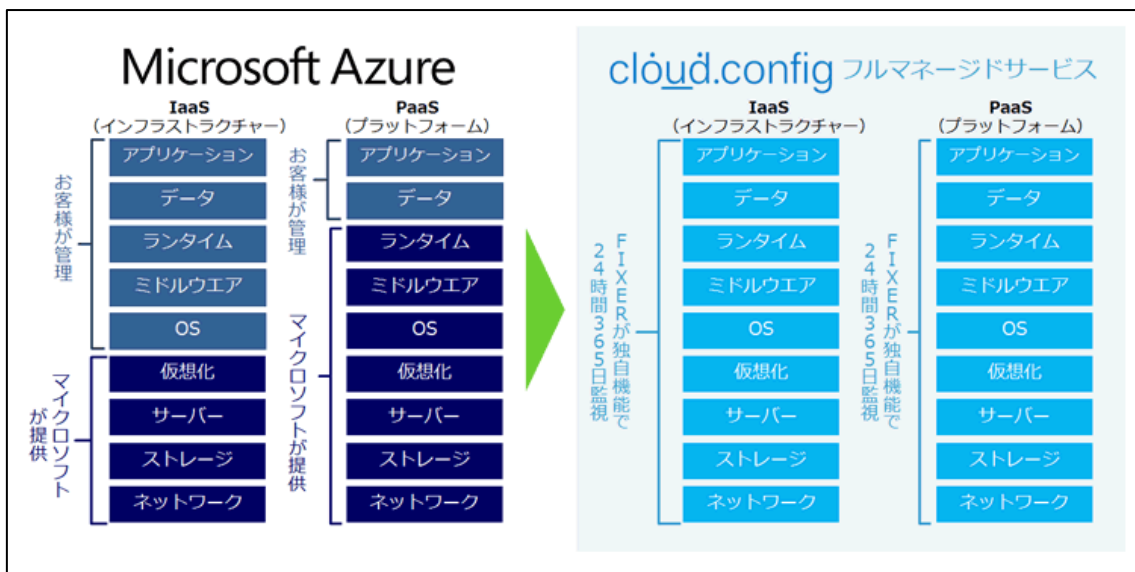 Microsoft Azure
IaaS
（インフラストラクチャー）
お客様が管理
アプリケーション
データ
ランタイム
ミドルウエア
OS
マイクロソフト
が提供
仮想化
サーバー
ストレージ
ネットワーク
PaaS
（プラットフォーム）
お客様が管理
アプリケーション
データ
マイクロソフトが提供
ランタイム
ミドルウエア
OS
仮想化
サーバー
ストレージ
ネットワーク
cloud.config フルマネージドサービス
IaaS
（インフラストラクチャー）
FIXERが独自機能で
24時間365日監視
アプリケーション
データ
ランタイム
ミドルウエア
OS
仮想化
サーバー
ストレージ
ネットワーク
PaaS
（プラットフォーム）
FIXERが独自機能で
24時間365日監視
アプリケーション
データ
ランタイム
ミドルウエア
OS
仮想化
サーバー
ストレージ
ネットワーク